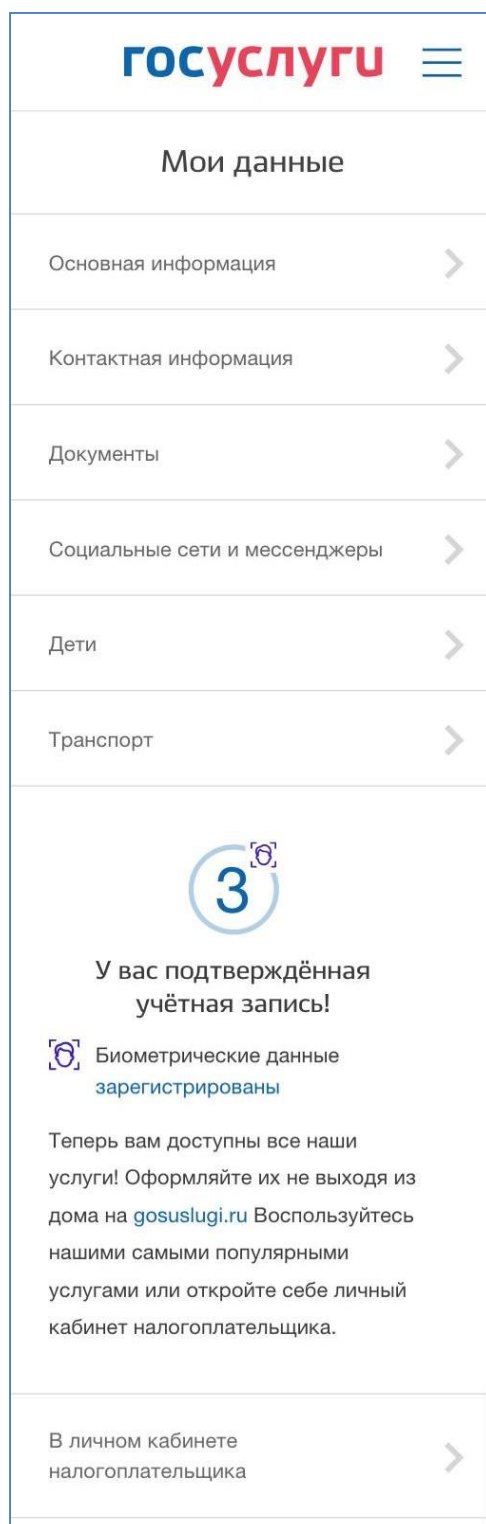 госуслуги
Мои данные
Основная информация
Контактная информация
Документы
Социальные сети и мессенджеры
Дети
Транспорт
3
У вас подтверждённая
учётная запись!
Биометрические данные
зарегистрированы
Теперь вам доступны все наши
услуги! Оформляйте их не выходя из
дома на gosuslugi.ru Воспользуйтесь
нашими самыми популярными
услугами или откройте себе личный
кабинет налогоплательщика.
В личном кабинете
налогоплательщика